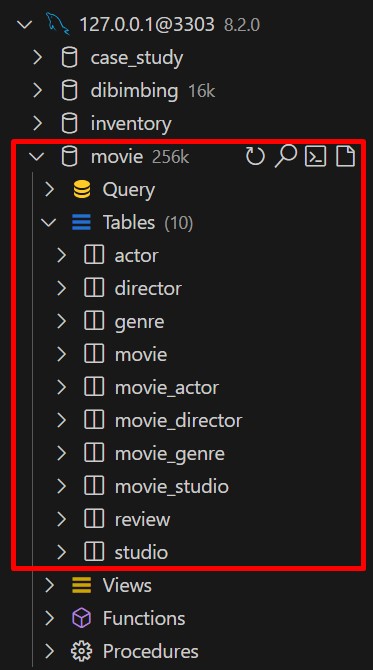 127.0.0.1@3303 8.2.0
case_study
dibimbing 16k
inventory
movie 256k
Query
Tables (10)
actor
director
genre
movie
movie_actor
movie_director
movie_genre
movie_studio
review
studio
Views
Functions
Procedures